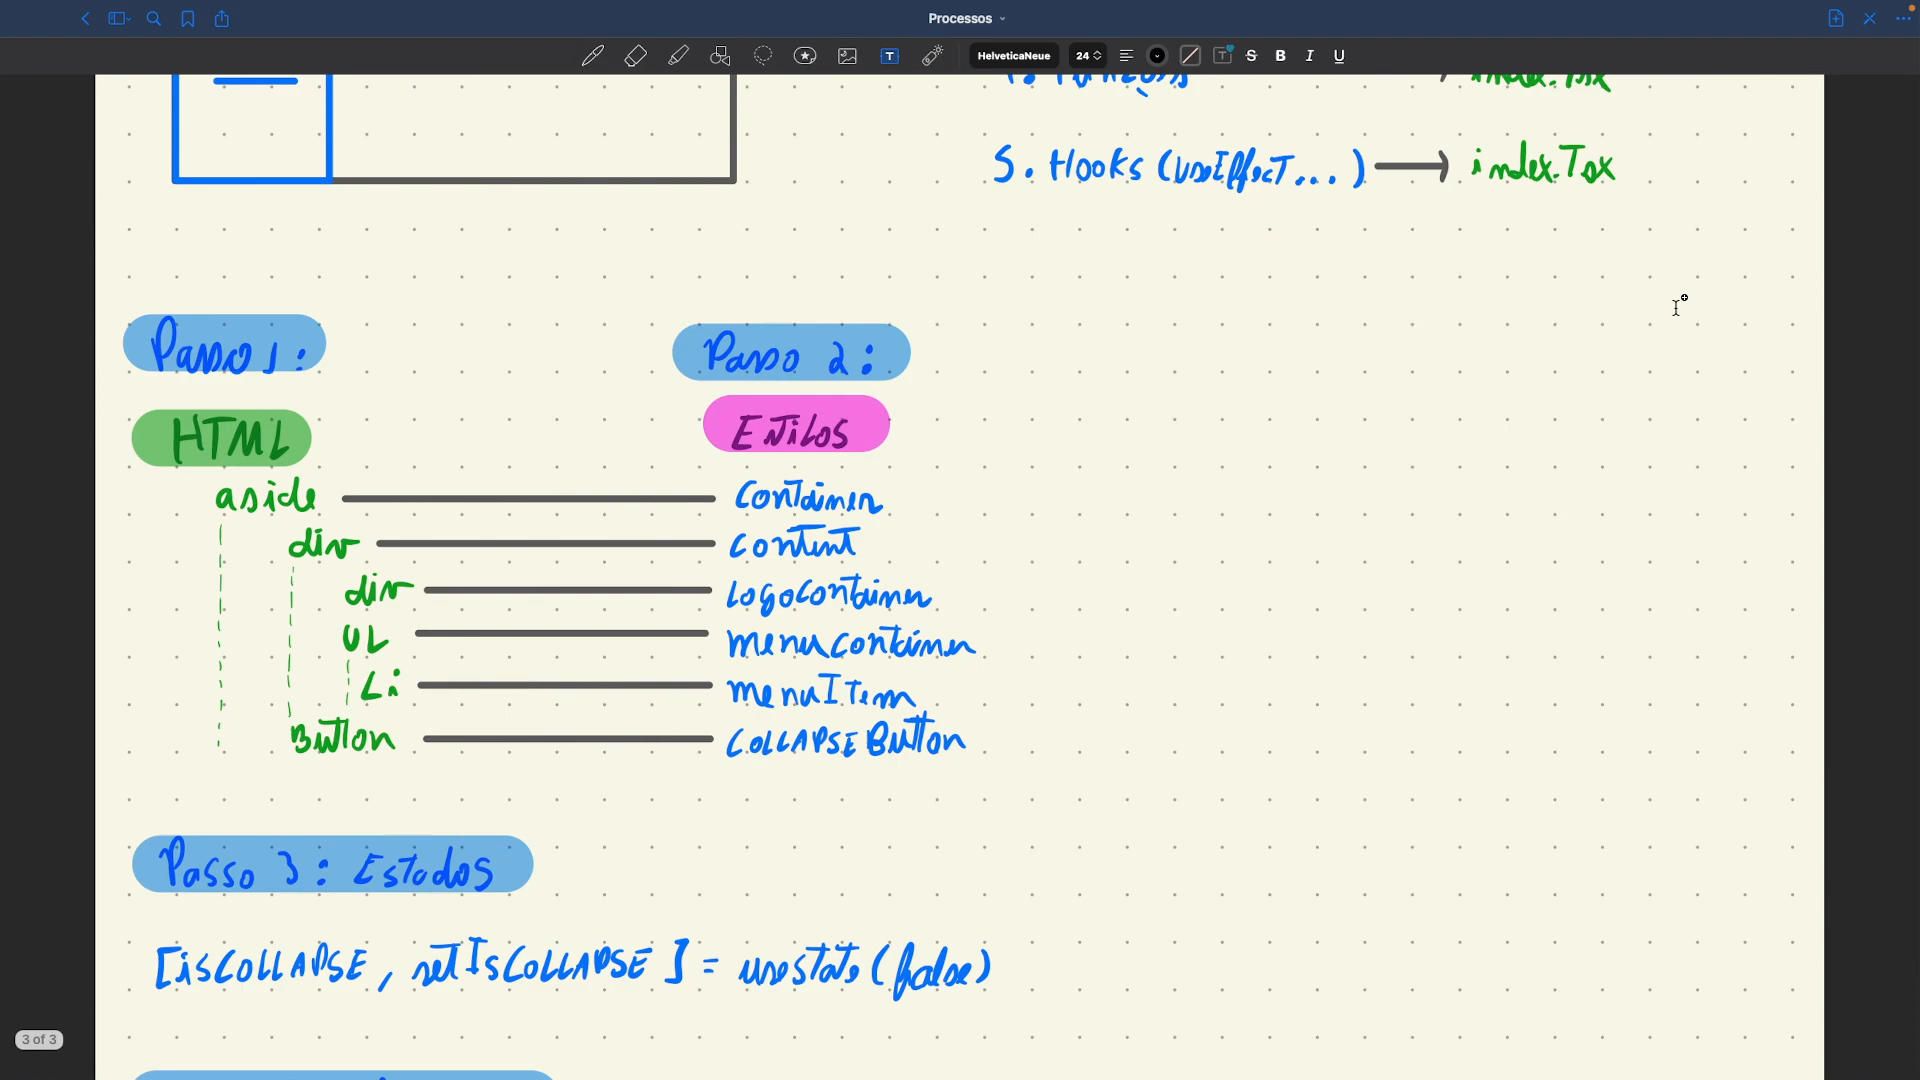 Processos
HelveticaNeue 24 T S B I U
5. Hooks (useEffect...) → index.Tsx
Passo 1:
Passo 2:
HTML
Estilos
aside Container
div Content
div LogoContainer
UL menuContainer
Li menuITem
Button COLLAPSEButton
Passo 3: Estados
[isCOLLAPSE, setIsCOLLAPSE] = usestate(false)
3 of 3